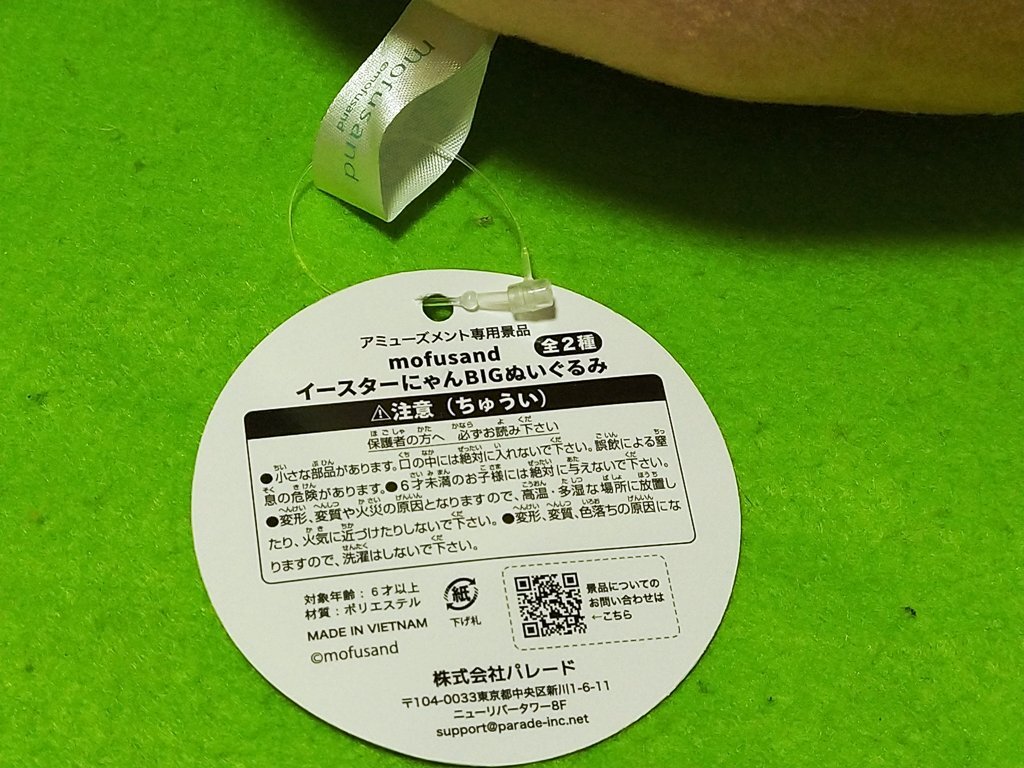 mofusand
©mofusand
アミューズメント専用景品
mofusand 全2種
イースターにゃんBIGぬいぐるみ
⚠注意（ちゅうい）
保護者の方へ 必ずお読み下さい
●小さな部品があります。口の中には絶対に入れないで下さい。誤飲による窒
息の危険があります。●6才未満のお子様には絶対に与えないで下さい。
●変形、変質や火災の原因となりますので、高温・多湿な場所に放置し
たり、火気に近づけたりしないで下さい。●変形、変質、色落ちの原因にな
りますので、洗濯はしないで下さい。
対象年齢：6才以上
材質：ポリエステル
MADE IN VIETNAM
©mofusand
紙
下げ札
景品についての
お問い合わせは
←こちら
株式会社パレード
〒104-0033東京都中央区新川1-6-11
ニューリバータワー8F
support@parade-inc.net